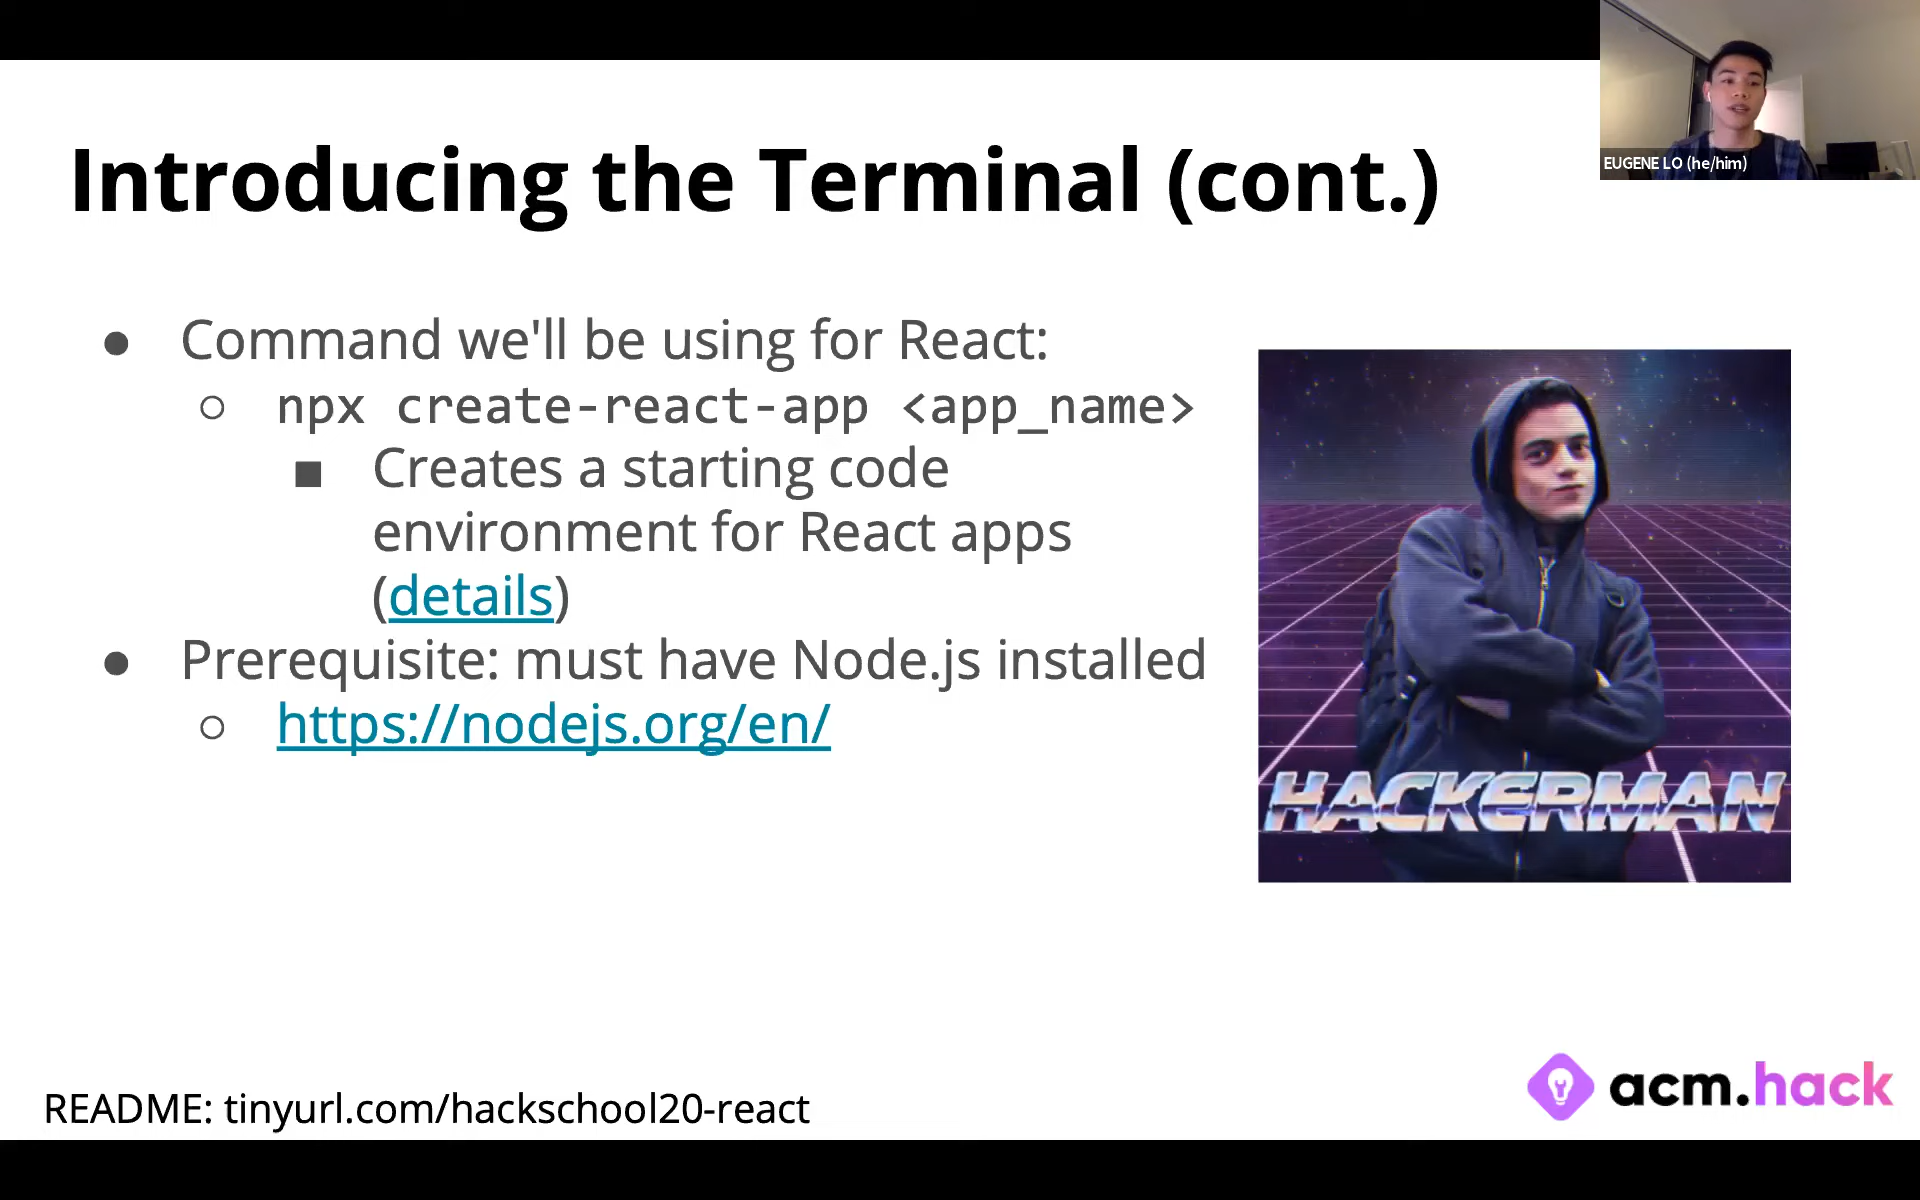 EUGENE LO (he/him)
Introducing the Terminal (cont.)
● Command we'll be using for React:
○ npx create-react-app <app_name>
■ Creates a starting code
environment for React apps
(details)
● Prerequisite: must have Node.js installed
○ https://nodejs.org/en/
HACKERMAN
README: tinyurl.com/hackschool20-react
acm.hack